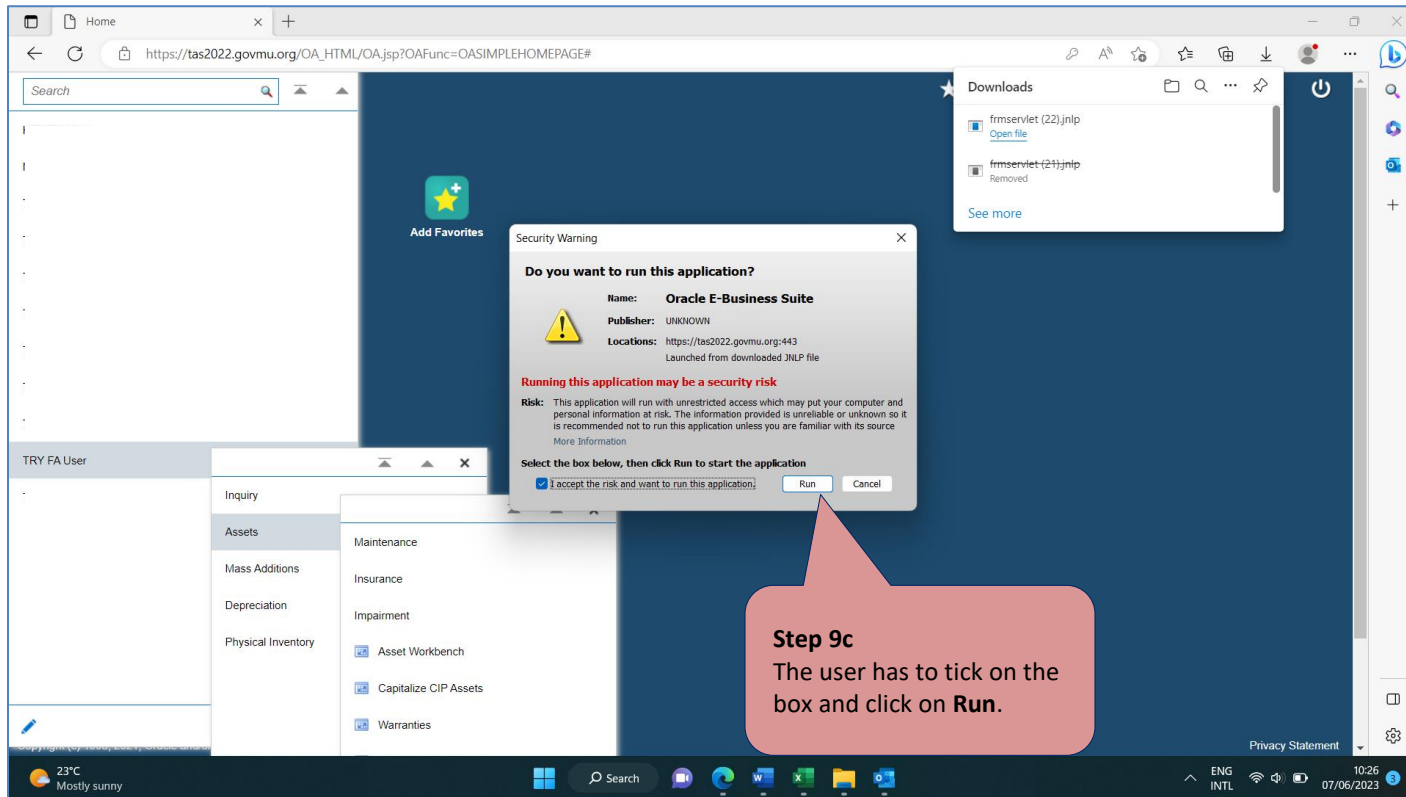 Home
https://tas2022.govmu.org/OA_HTML/OA.jsp?OAFunc=OASIMPLEHOMEPAGE#
Search
Downloads
frmservlet (22).jnlp
Open file
frmservlet (21).jnlp
Removed
See more
Add Favorites
Security Warning
Do you want to run this application?
Name: Oracle E-Business Suite
Publisher: UNKNOWN
Locations: https://tas2022.govmu.org:443
Launched from downloaded JNLP file
Running this application may be a security risk
Risk: This application will run with unrestricted access which may put your computer and
personal information at risk. The information provided is unreliable or unknown so it
is recommended not to run this application unless you are familiar with its source
More Information
Select the box below, then click Run to start the application
I accept the risk and want to run this application.
Run
Cancel
TRY FA User
Inquiry
Assets
Mass Additions
Depreciation
Physical Inventory
Maintenance
Insurance
Impairment
Asset Workbench
Capitalize CIP Assets
Warranties
Step 9c
The user has to tick on the
box and click on Run.
Privacy Statement
23°C
Mostly sunny
Search
ENG
INTL
10:26
07/06/2023
3